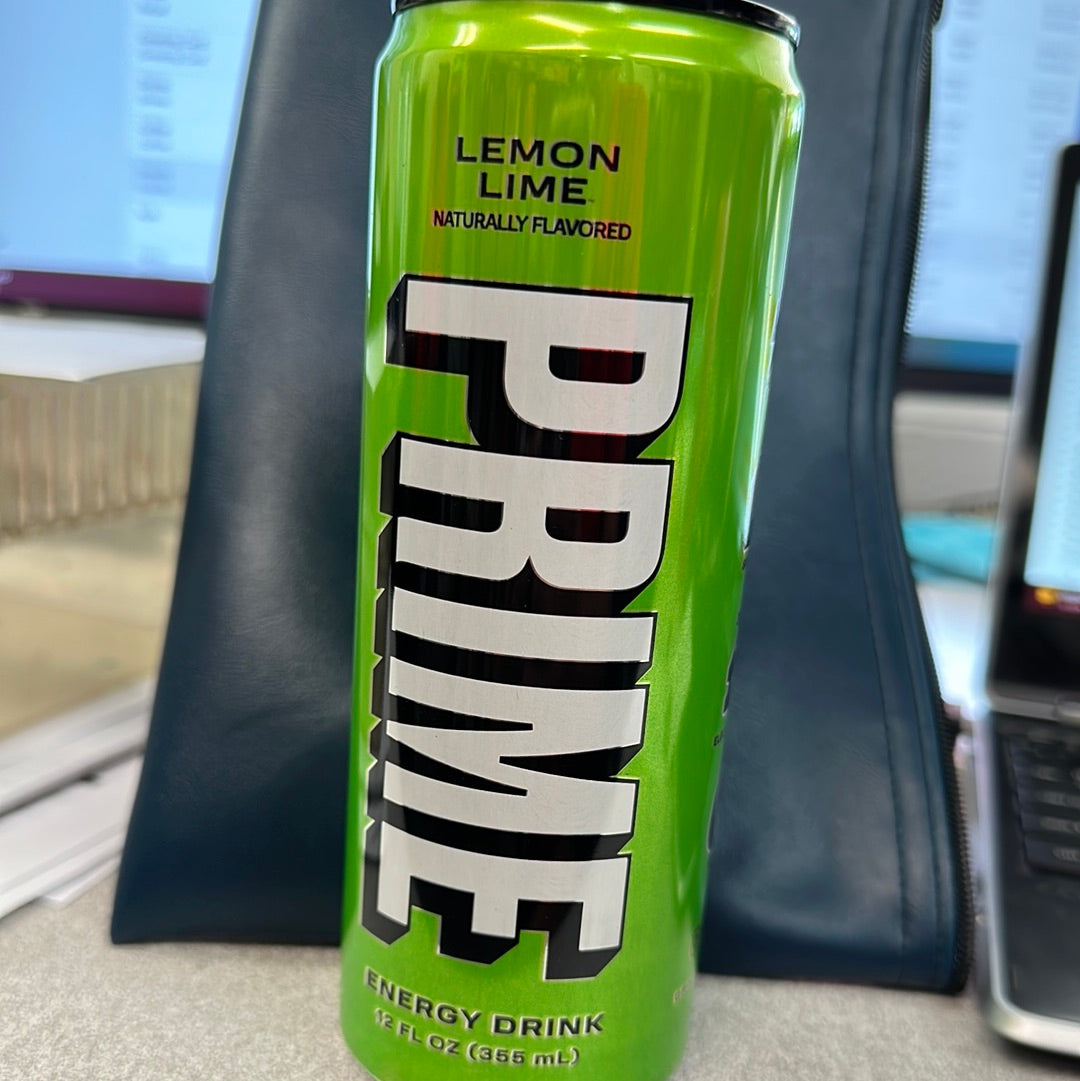 LEMON
LIME
NATURALLY FLAVORED
PRIME
ENERGY DRINK
12 FL OZ (355 mL)